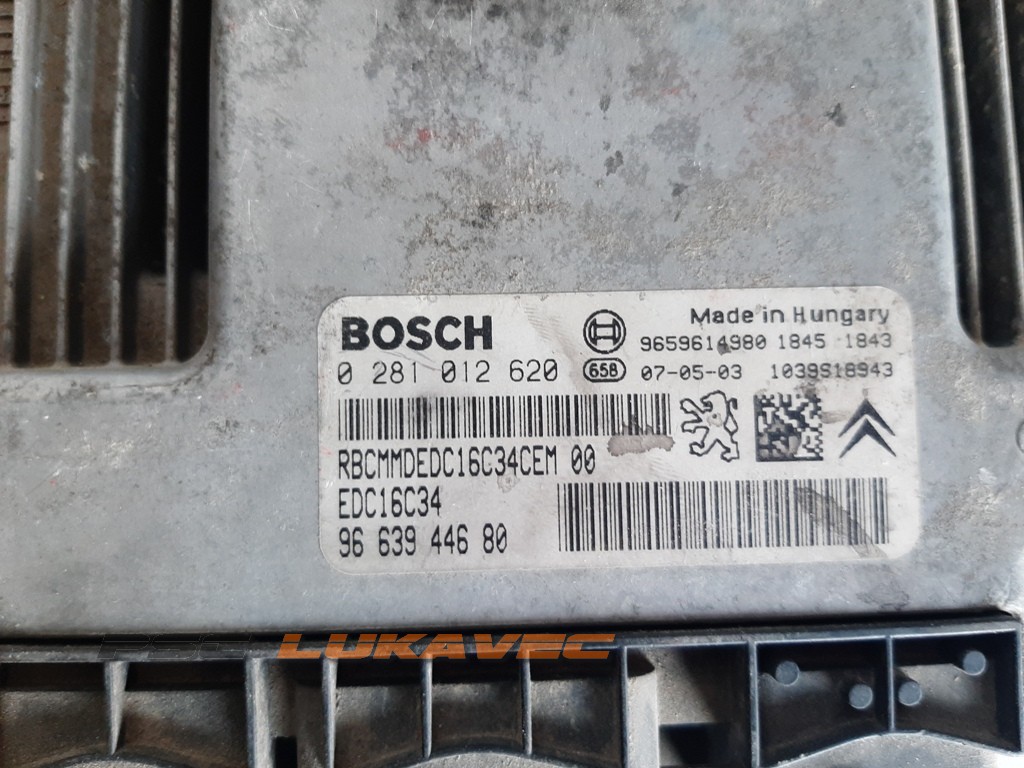 BOSCH
Made in Hungary
9659614980 1845 1843
0 281 012 620
658
07-05-03 1039S18943
RBCMMDEDC16C34CEM 00
EDC16C34
96 639 446 80
LUKAVEC